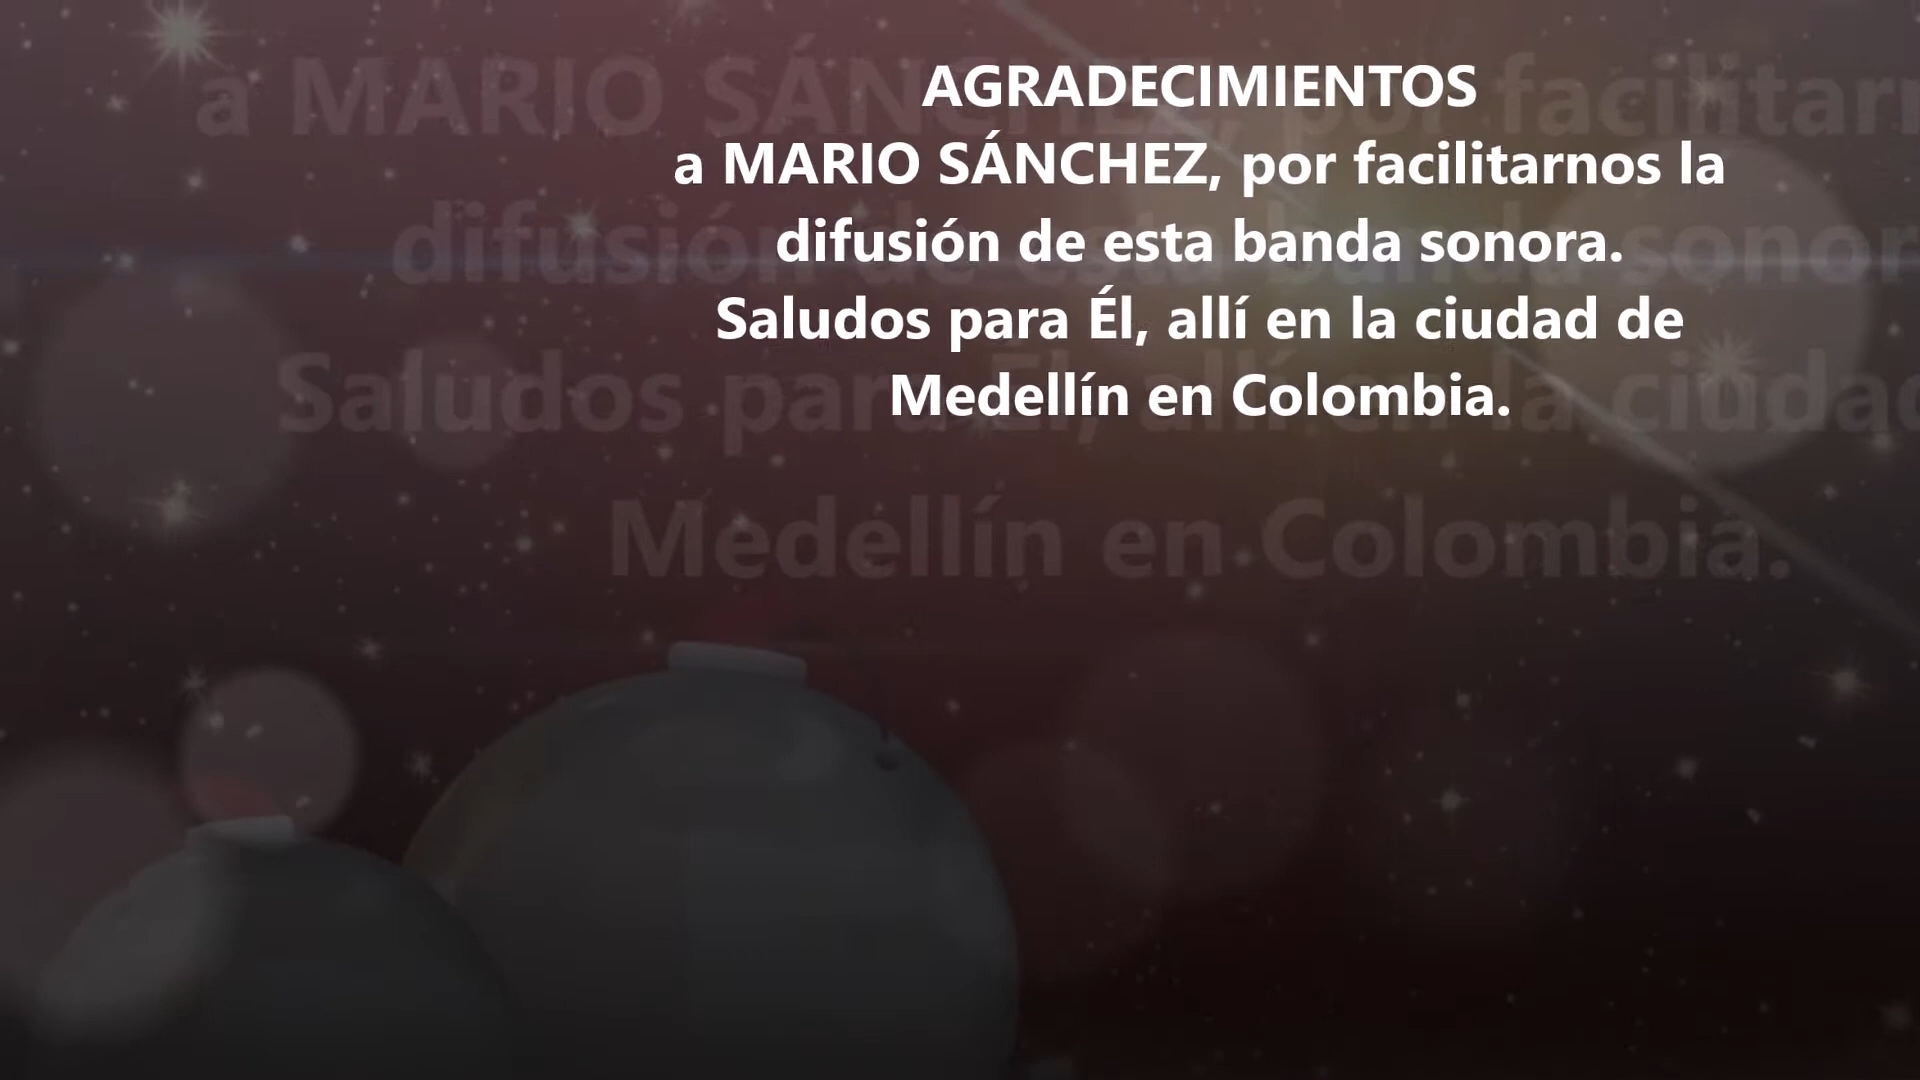 AGRADECIMIENTOS
a MARIO SÁNCHEZ, por facilitarnos la
difusión de esta banda sonora.
Saludos para Él, allí en la ciudad de
Medellín en Colombia.